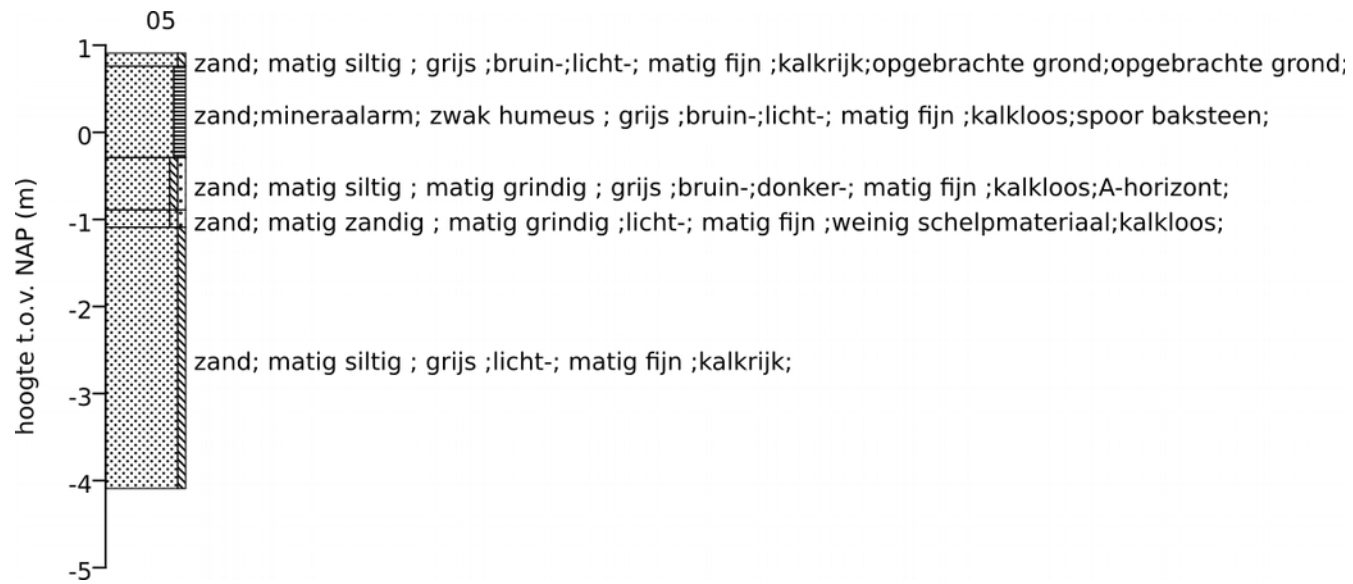 05
1
zand; matig siltig ; grijs ;bruin-;licht-; matig fijn ;kalkrijk;opgebrachte grond;opgebrachte grond;
zand;mineraalarm; zwak humeus ; grijs ;bruin-;licht-; matig fijn ;kalkloos;spoor baksteen;
0
zand; matig siltig ; matig grindig ; grijs ;bruin-;donker-; matig fijn ;kalkloos;A-horizont;
-1
zand; matig zandig ; matig grindig ;licht-; matig fijn ;weinig schelpmateriaal;kalkloos;
hoogte t.o.v. NAP (m)
-2
zand; matig siltig ; grijs ;licht-; matig fijn ;kalkrijk;
-3
-4
-5